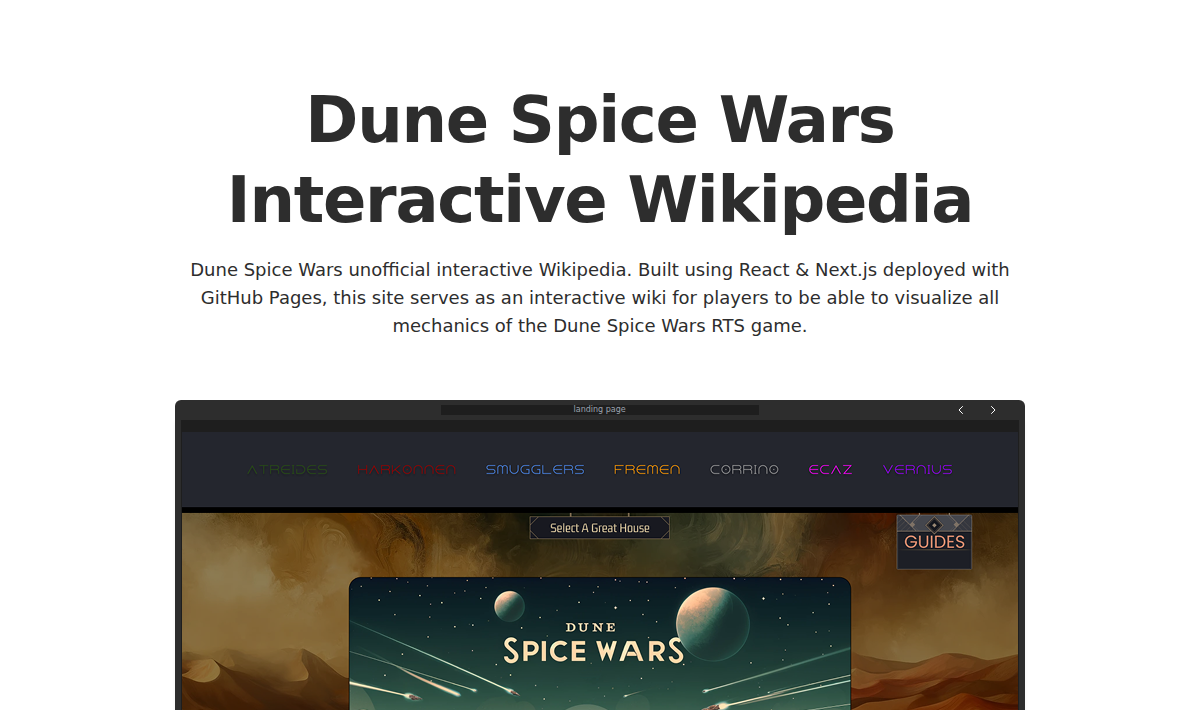 Dune Spice Wars
Interactive Wikipedia
Dune Spice Wars unofficial interactive Wikipedia. Built using React & Next.js deployed with
GitHub Pages, this site serves as an interactive wiki for players to be able to visualize all
mechanics of the Dune Spice Wars RTS game.
landing page
ATREIDES HARKONNEN SMUGGLERS FREMEN CORRINO ECAZ VERNIUS
Select A Great House
GUIDES
DUNE
SPICE WARS